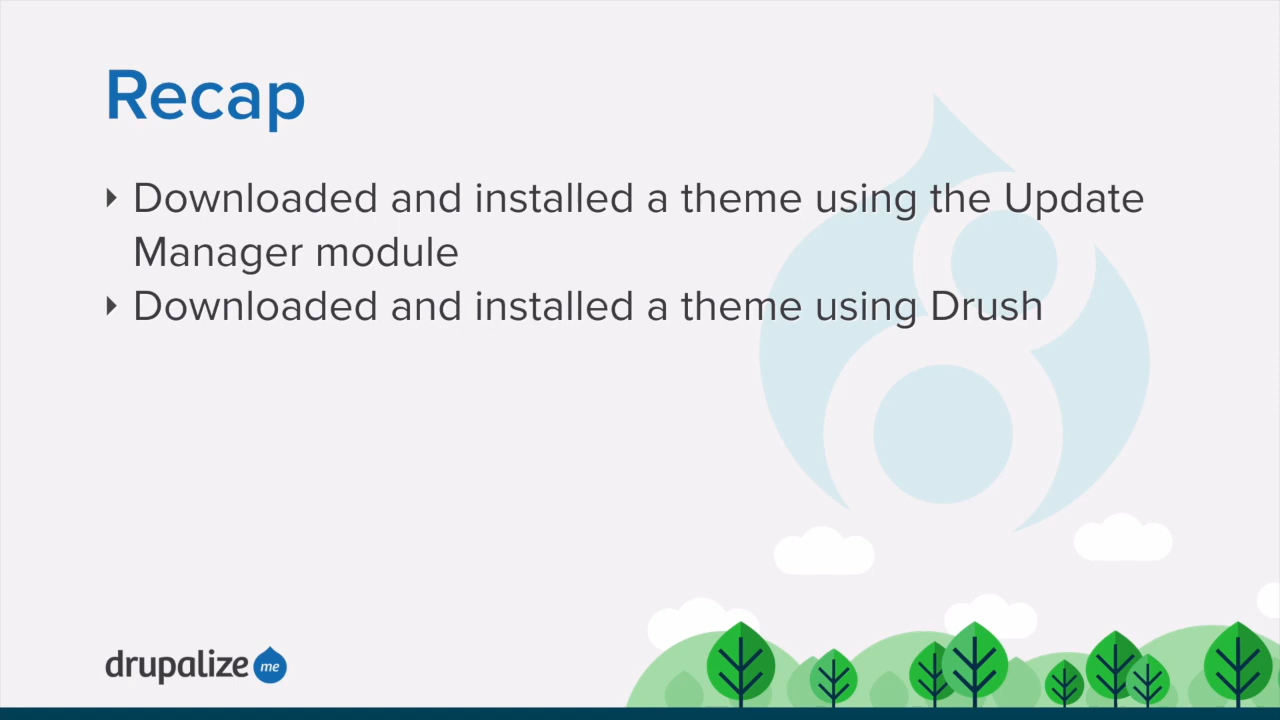 Recap
Downloaded and installed a theme using the Update
Manager module
Downloaded and installed a theme using Drush
drupalize me